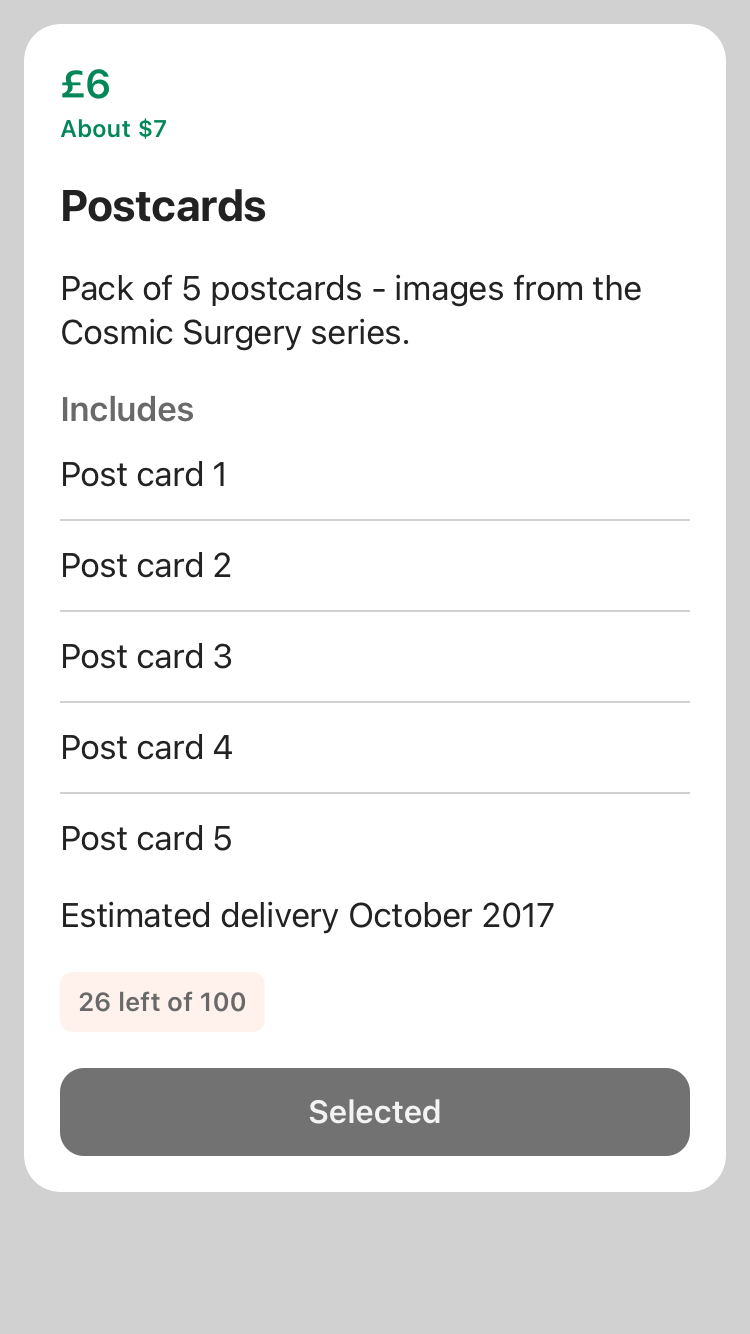 £6
About $7
Postcards
Pack of 5 postcards - images from the
Cosmic Surgery series.
Includes
Post card 1
Post card 2
Post card 3
Post card 4
Post card 5
Estimated delivery October 2017
26 left of 100
Selected